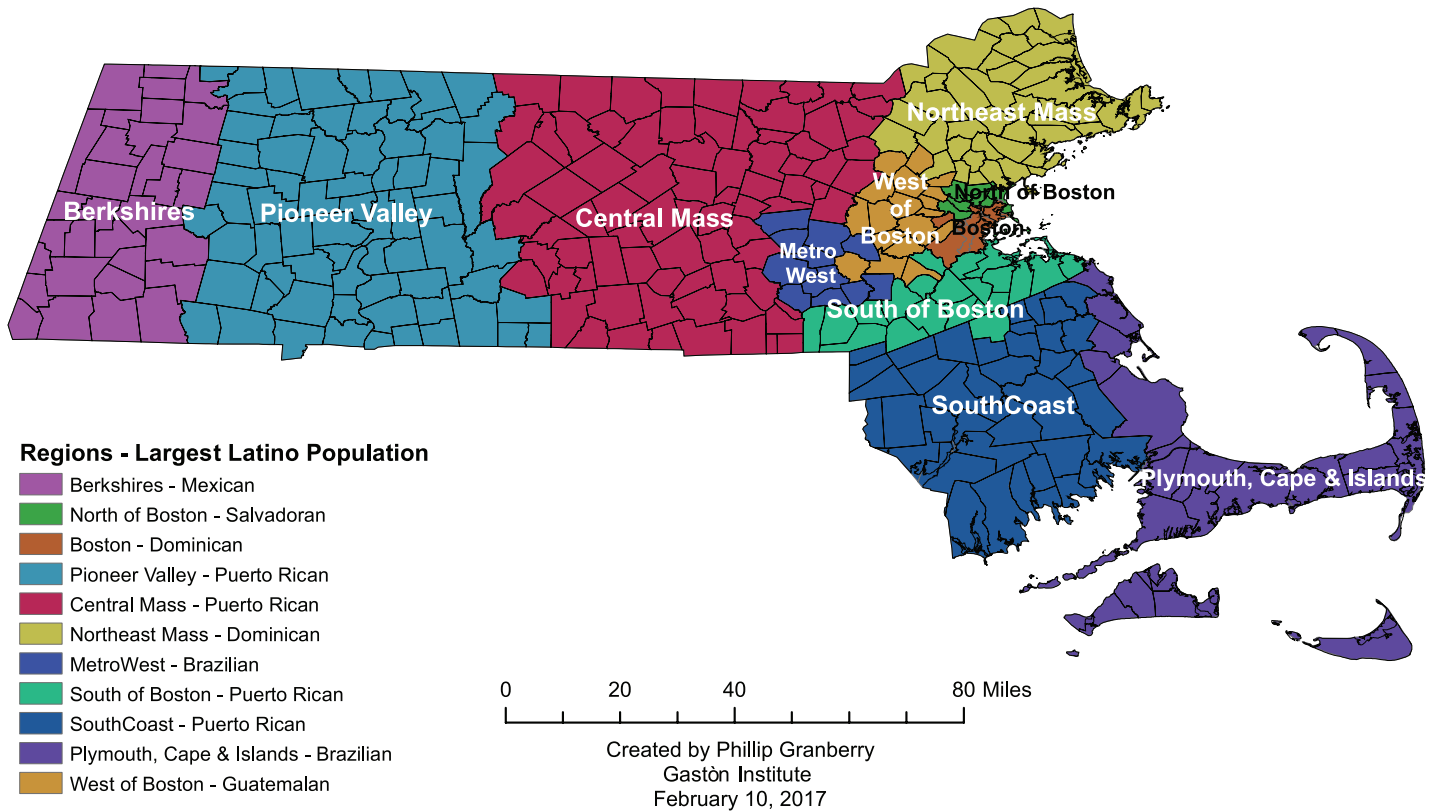 Northeast Mass
West
of
Boston
North of Boston
Boston
Berkshires
Pioneer Valley
Central Mass
Metro
West
South of Boston
SouthCoast
Plymouth, Cape & Islands
Regions - Largest Latino Population
Berkshires - Mexican
North of Boston - Salvadoran
Boston - Dominican
Pioneer Valley - Puerto Rican
Central Mass - Puerto Rican
Northeast Mass - Dominican
MetroWest - Brazilian
South of Boston - Puerto Rican
SouthCoast - Puerto Rican
Plymouth, Cape & Islands - Brazilian
West of Boston - Guatemalan
0 20 40 80 Miles
Created by Phillip Granberry
Gastòn Institute
February 10, 2017